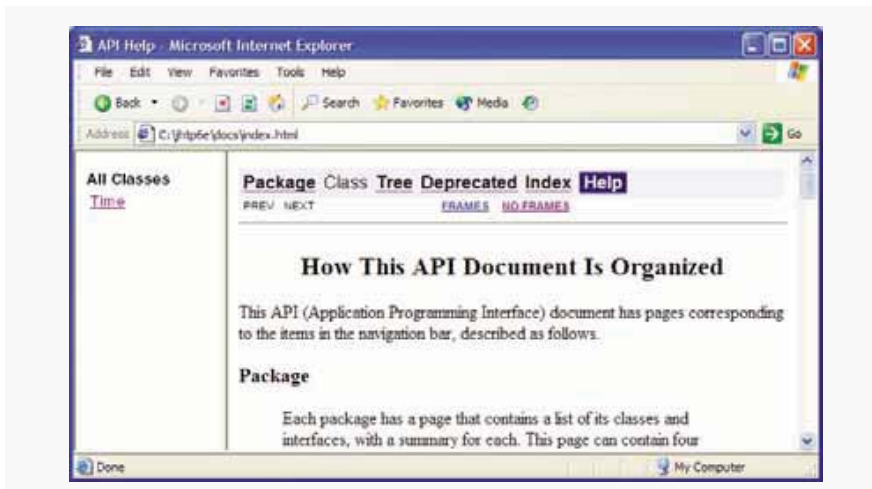 API Help - Microsoft Internet Explorer
File Edit View Favorites Tools Help
Back Search Favorites Media
Address C:\jhtp6e\docs\index.html Go
All Classes
Time
Package Class Tree Deprecated Index Help
PREV NEXT FRAMES NO FRAMES
How This API Document Is Organized
This API (Application Programming Interface) document has pages corresponding
to the items in the navigation bar, described as follows.
Package
Each package has a page that contains a list of its classes and
interfaces, with a summary for each. This page can contain four
Done My Computer